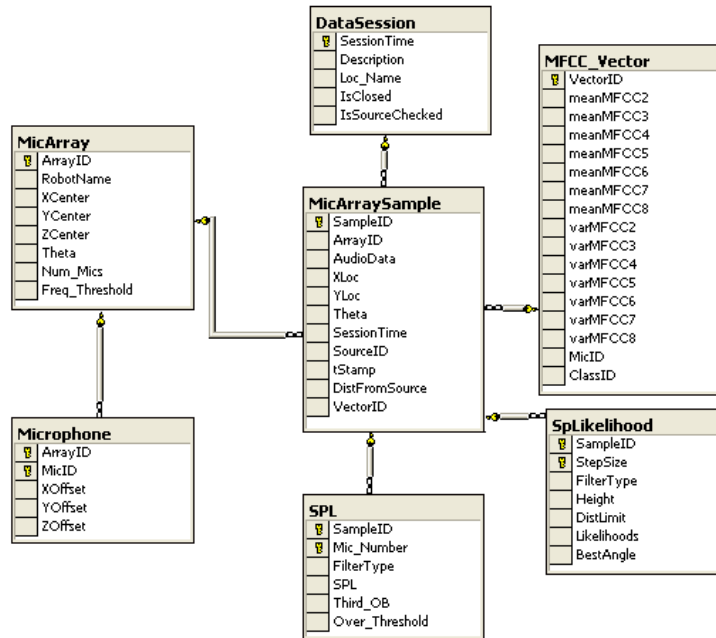 DataSession
SessionTime
Description
Loc_Name
IsClosed
IsSourceChecked
MFCC_Vector
VectorID
meanMFCC2
meanMFCC3
meanMFCC4
meanMFCC5
meanMFCC6
meanMFCC7
meanMFCC8
varMFCC2
varMFCC3
varMFCC4
varMFCC5
varMFCC6
varMFCC7
varMFCC8
MicID
ClassID
MicArray
ArrayID
RobotName
XCenter
YCenter
ZCenter
Theta
Num_Mics
Freq_Threshold
MicArraySample
SampleID
ArrayID
AudioData
XLoc
YLoc
Theta
SessionTime
SourceID
tStamp
DistFromSource
VectorID
Microphone
ArrayID
MicID
XOffset
YOffset
ZOffset
SpLikelihood
SampleID
StepSize
FilterType
Height
DistLimit
Likelihoods
BestAngle
SPL
SampleID
Mic_Number
FilterType
SPL
Third_OB
Over_Threshold